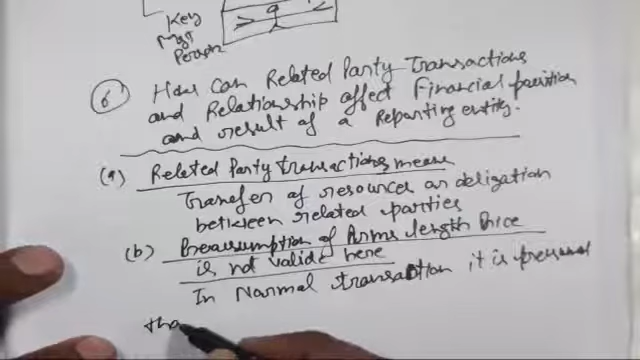 Key
Mgt
Person
(6) How can Related Party Transactions
and Relationship affect Financial position
and result of a Reporting entity.
(a) Related Party transactions means
Transfer of resources or obligation
between related parties
(b) Presumption of Arms length Price
is not valid here
In Normal transaction it is presumed
tha